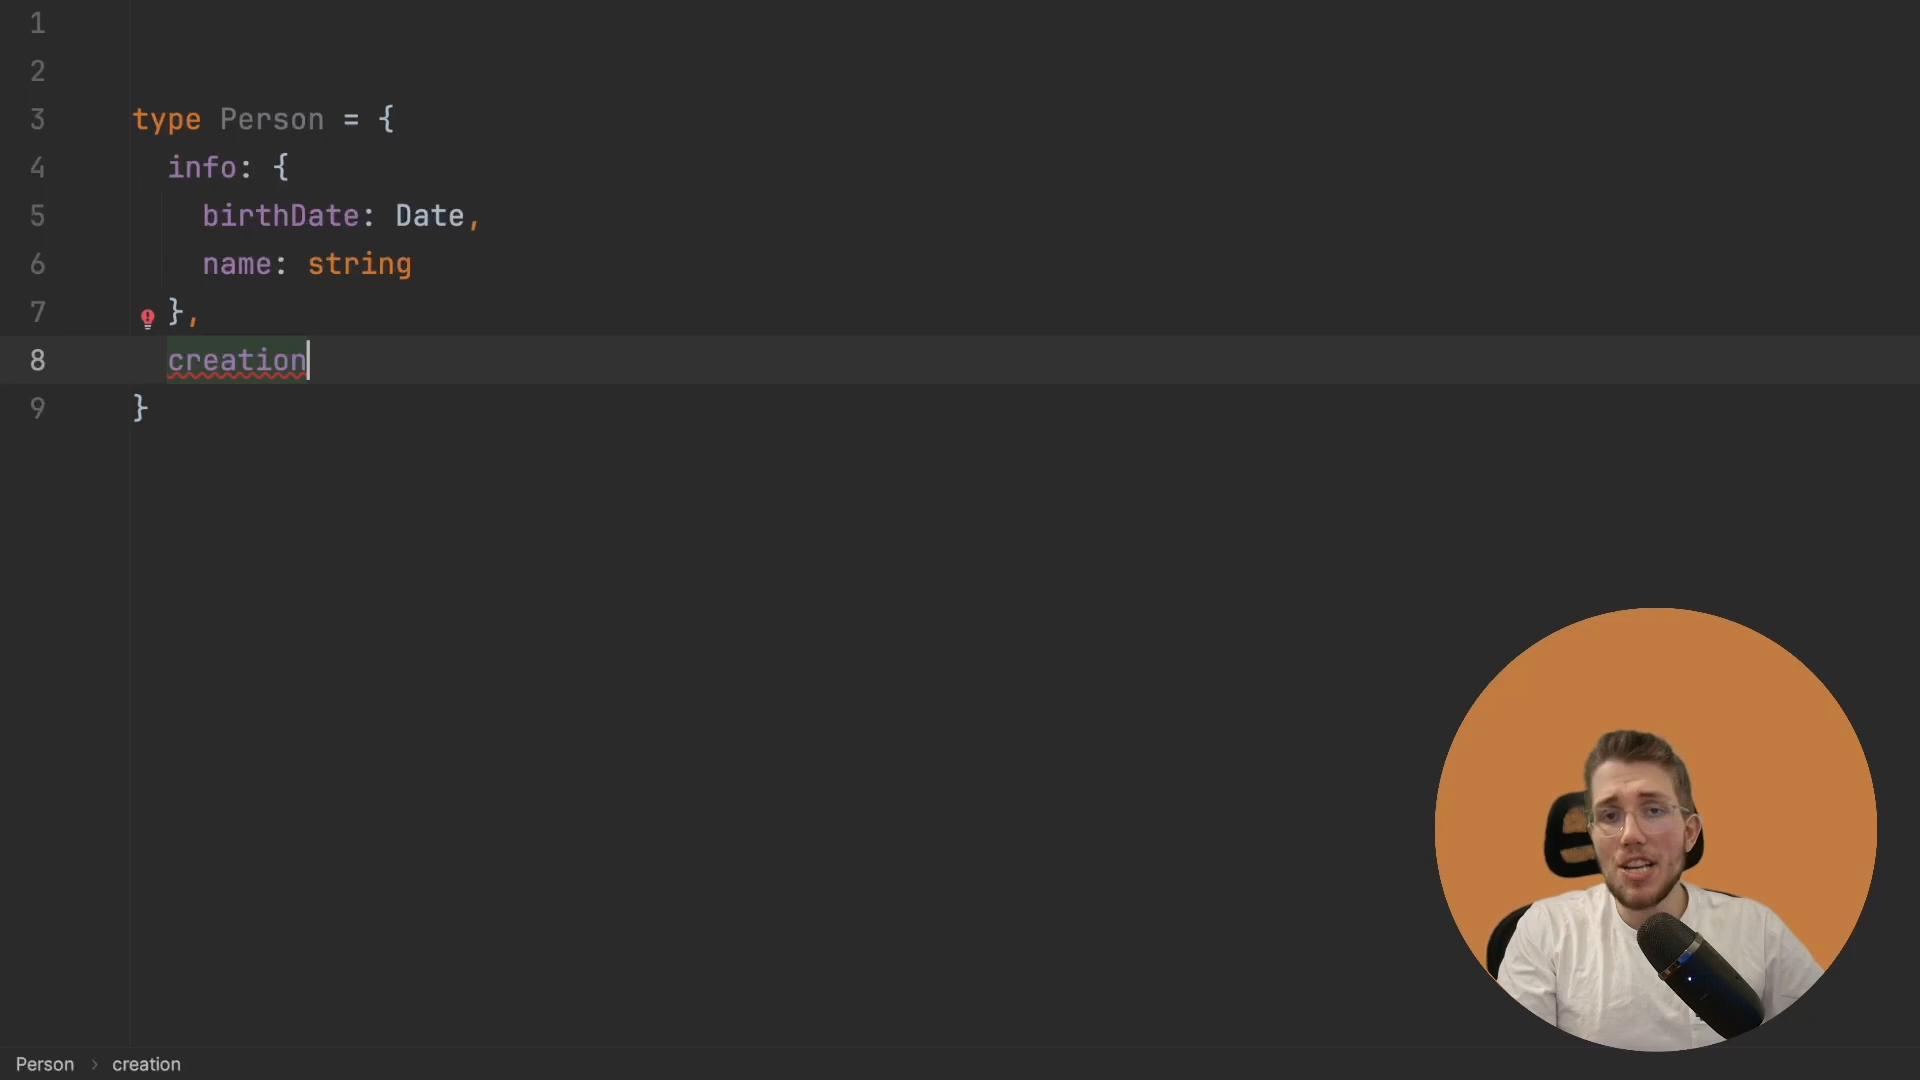 1
2
3 type Person = {
4 info: {
5 birthDate: Date,
6 name: string
7 },
8 creation
9 }
Person > creation